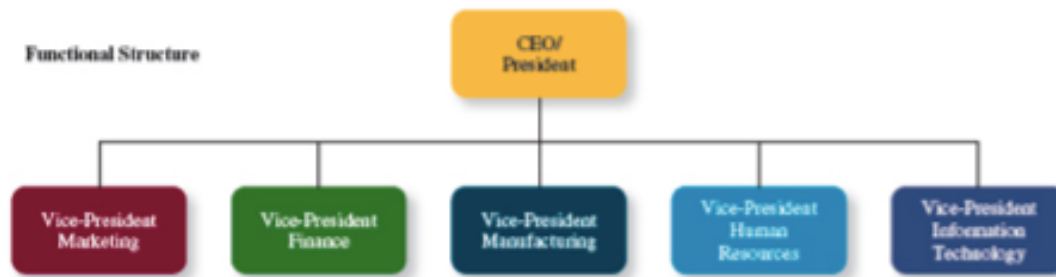 Functional Structure
CEO/
President
Vice-President
Marketing
Vice-President
Finance
Vice-President
Manufacturing
Vice-President
Human
Resources
Vice-President
Information
Technology